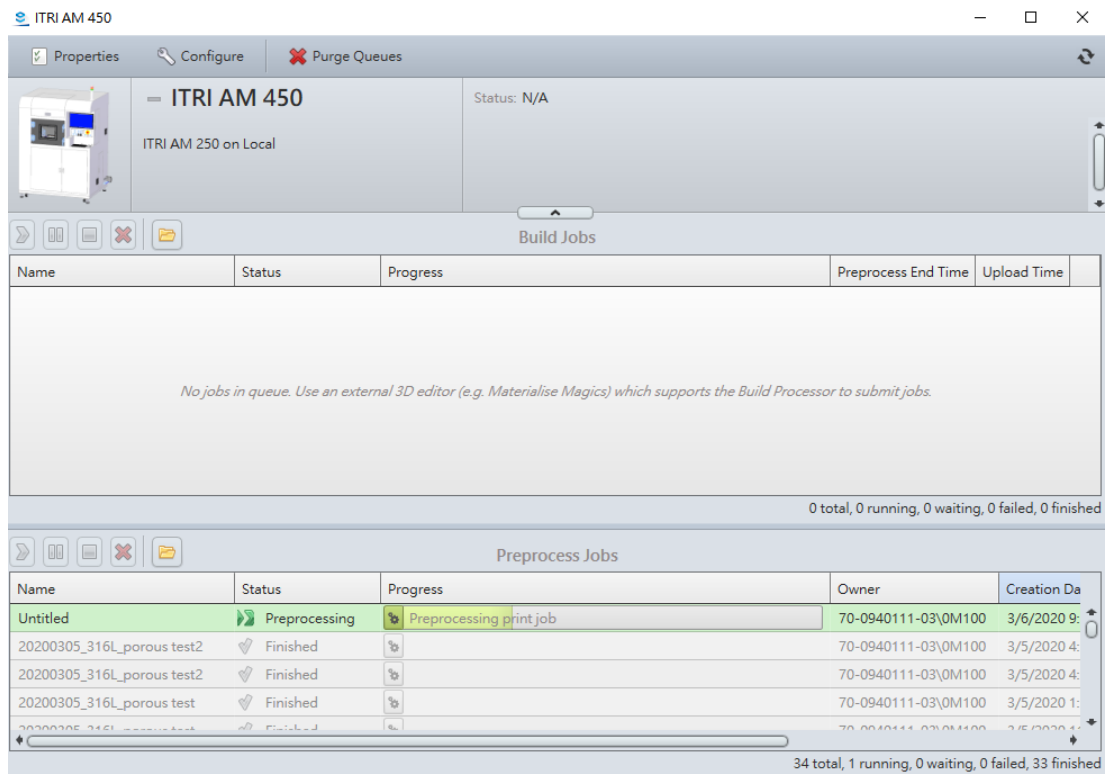 ITRI AM 450
Properties Configure Purge Queues
ITRI AM 450
Status: N/A
ITRI AM 250 on Local
Build Jobs
Name Status Progress Preprocess End Time Upload Time
No jobs in queue. Use an external 3D editor (e.g. Materialise Magics) which supports the Build Processor to submit jobs.
0 total, 0 running, 0 waiting, 0 failed, 0 finished
Preprocess Jobs
Name Status Progress Owner Creation Da
Untitled Preprocessing Preprocessing print job 70-0940111-03\0M100 3/6/2020 9:
20200305_316L_porous test2 Finished 70-0940111-03\0M100 3/5/2020 4:
20200305_316L_porous test2 Finished 70-0940111-03\0M100 3/5/2020 4:
20200305_316L_porous test Finished 70-0940111-03\0M100 3/5/2020 1:
34 total, 1 running, 0 waiting, 0 failed, 33 finished